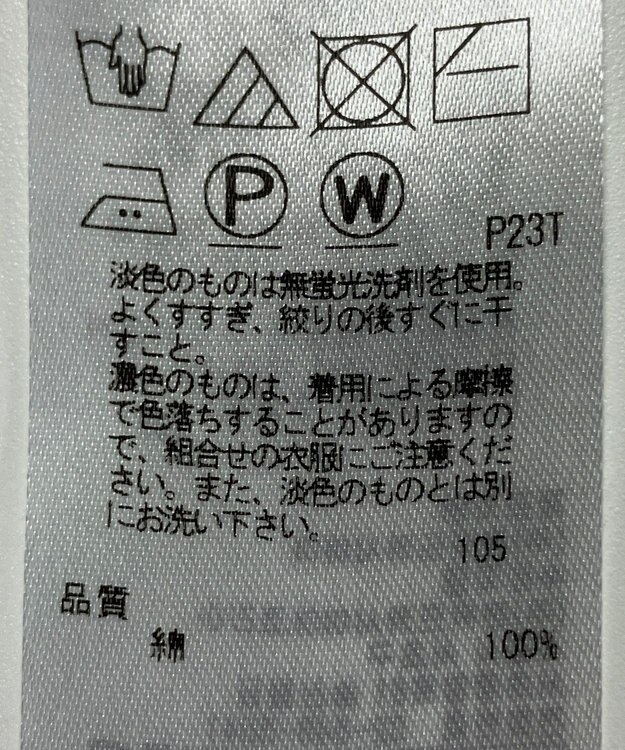 P W
P23T
淡色のものは無蛍光洗剤を使用。
よくすすぎ、絞りの後すぐに干
すこと。
濃色のものは、着用による摩擦
で色落ちすることがありますの
で、組合せの衣服にご注意くだ
さい。また、淡色のものとは別
にお洗い下さい。
105
品質
綿 100%